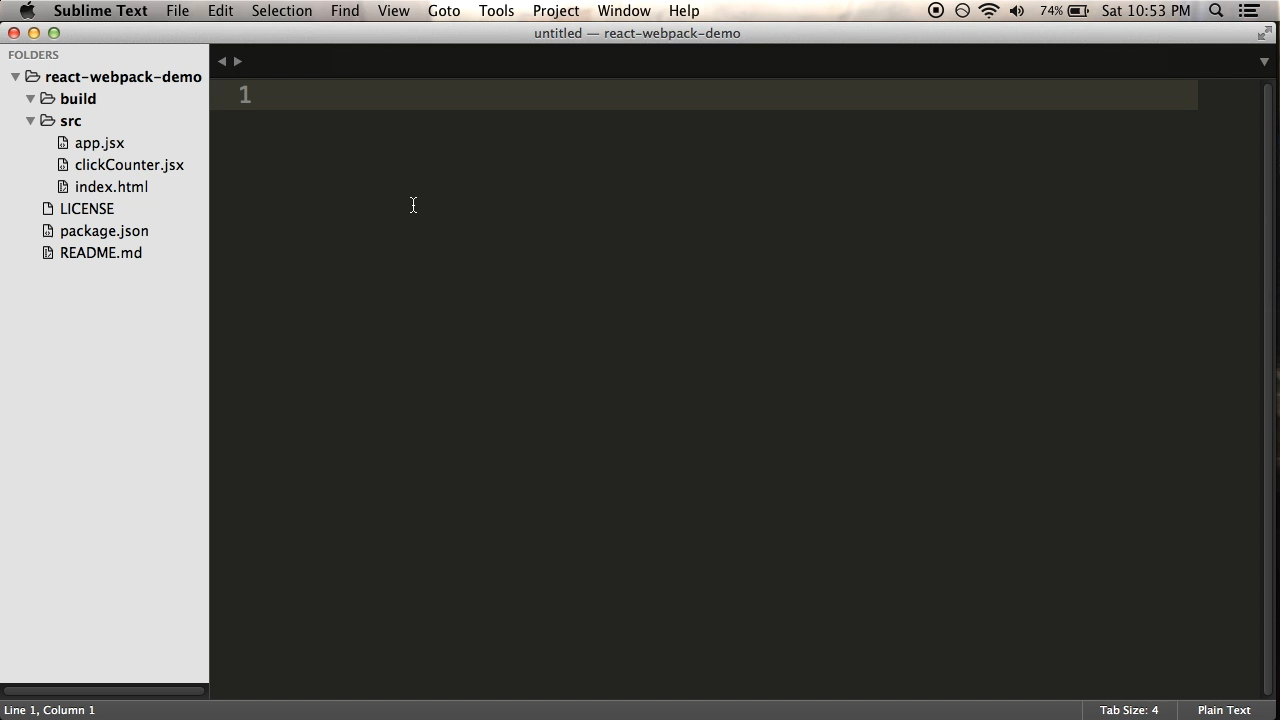 Sublime Text File Edit Selection Find View Goto Tools Project Window Help 74% Sat 10:53 PM
untitled — react-webpack-demo
FOLDERS
react-webpack-demo
build
src
app.jsx
clickCounter.jsx
index.html
LICENSE
package.json
README.md
1
Line 1, Column 1 Tab Size: 4 Plain Text